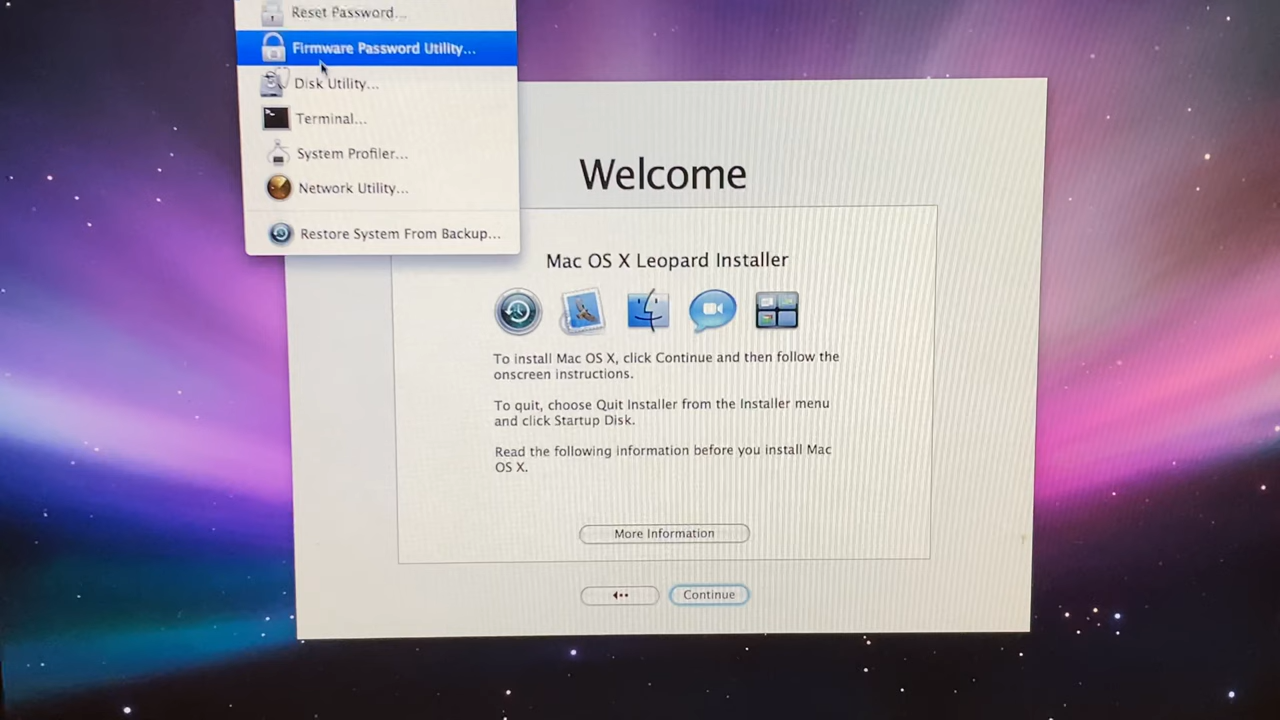 Reset Password...
Firmware Password Utility...
Disk Utility...
Terminal...
System Profiler...
Network Utility...
Restore System From Backup...
Welcome
Mac OS X Leopard Installer
To install Mac OS X, click Continue and then follow the
onscreen instructions.
To quit, choose Quit Installer from the Installer menu
and click Startup Disk.
Read the following information before you install Mac
OS X.
More Information
Continue